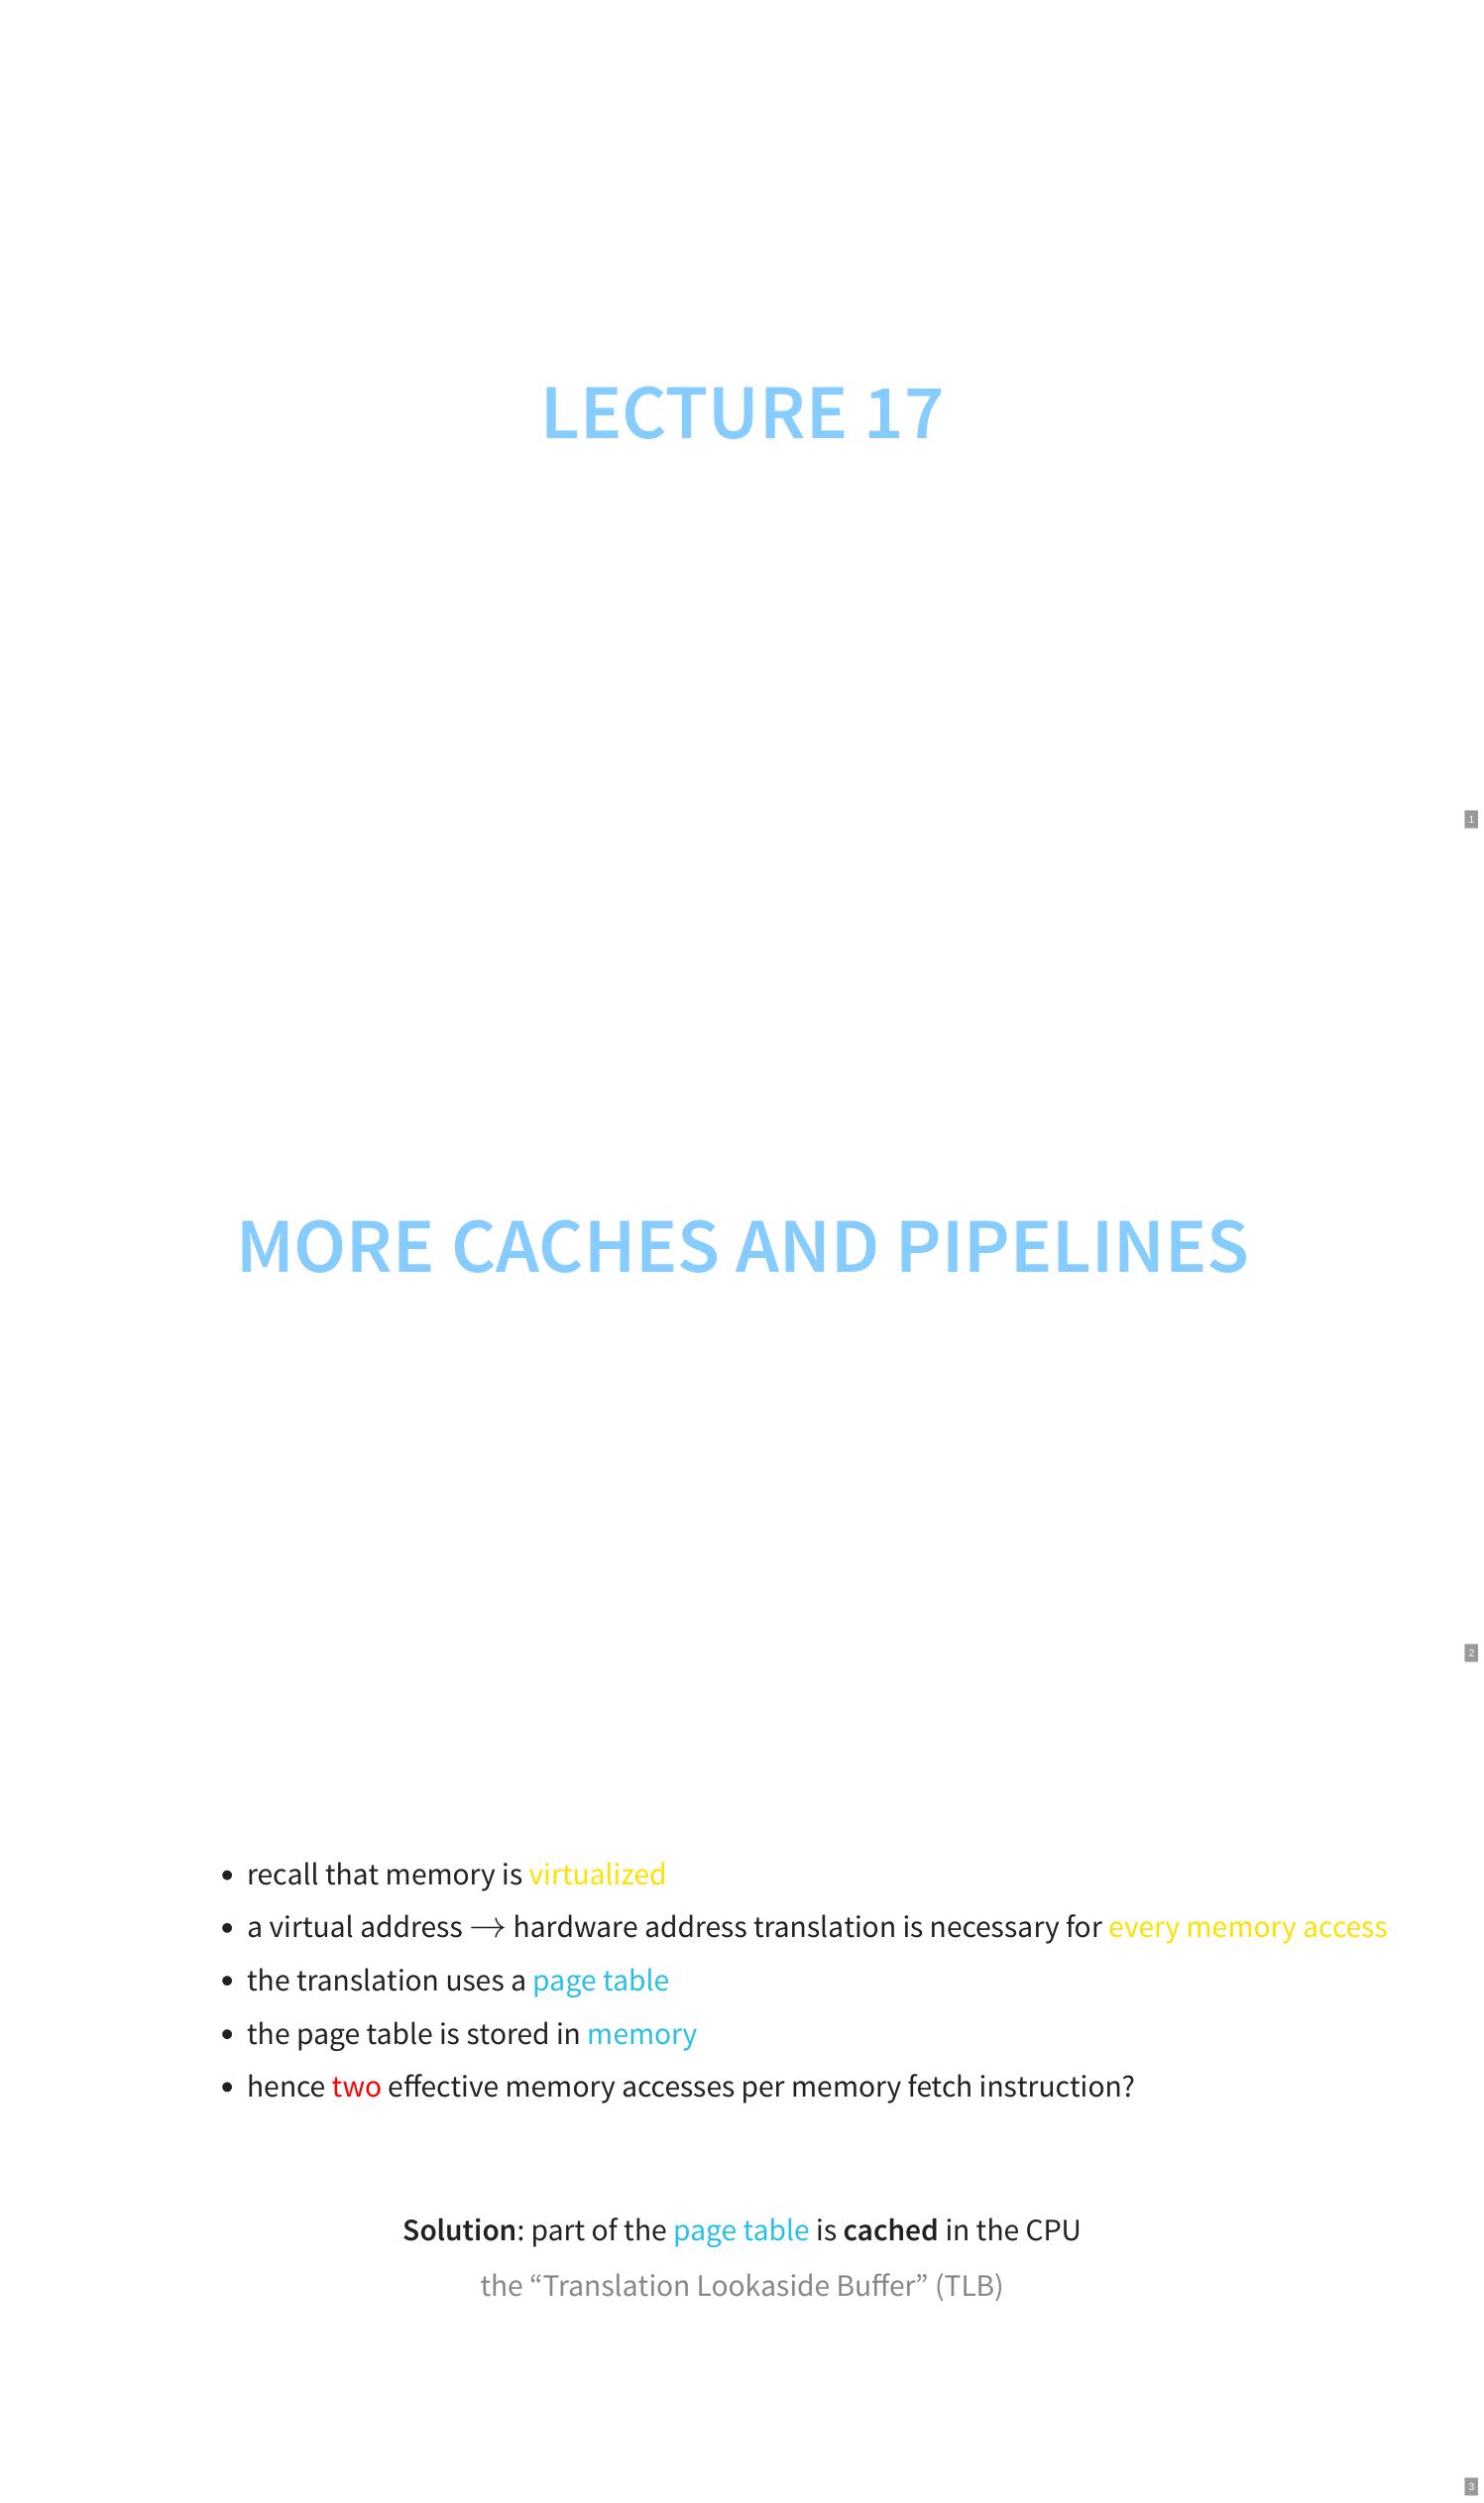 LECTURE 17
1
MORE CACHES AND PIPELINES
2
• recall that memory is virtualized
• a virtual address → hardware address translation is necessary for every memory access
• the translation uses a page table
• the page table is stored in memory
• hence two effective memory accesses per memory fetch instruction?
Solution: part of the page table is cached in the CPU
the “Translation Lookaside Buffer” (TLB)
3